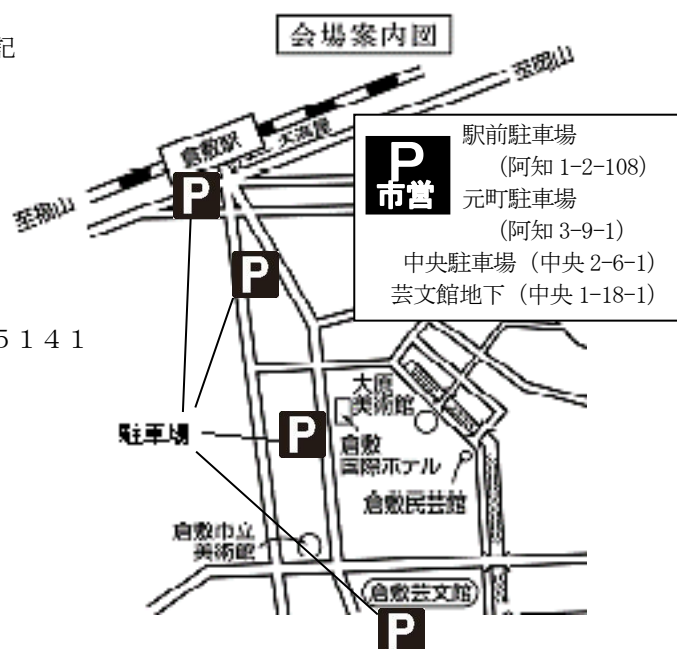 会場案内図
記
至岡山
倉敷駅
天満屋
P
市営
駅前駐車場
(阿知 1-2-108)
元町駐車場
(阿知 3-9-1)
中央駐車場 (中央 2-6-1)
芸文館地下 (中央 1-18-1)
P
至福山
P
５１４１
大原
美術館
駐車場
P
倉敷
国際ホテル
倉敷民芸館
倉敷市立
美術館
倉敷芸文館
P